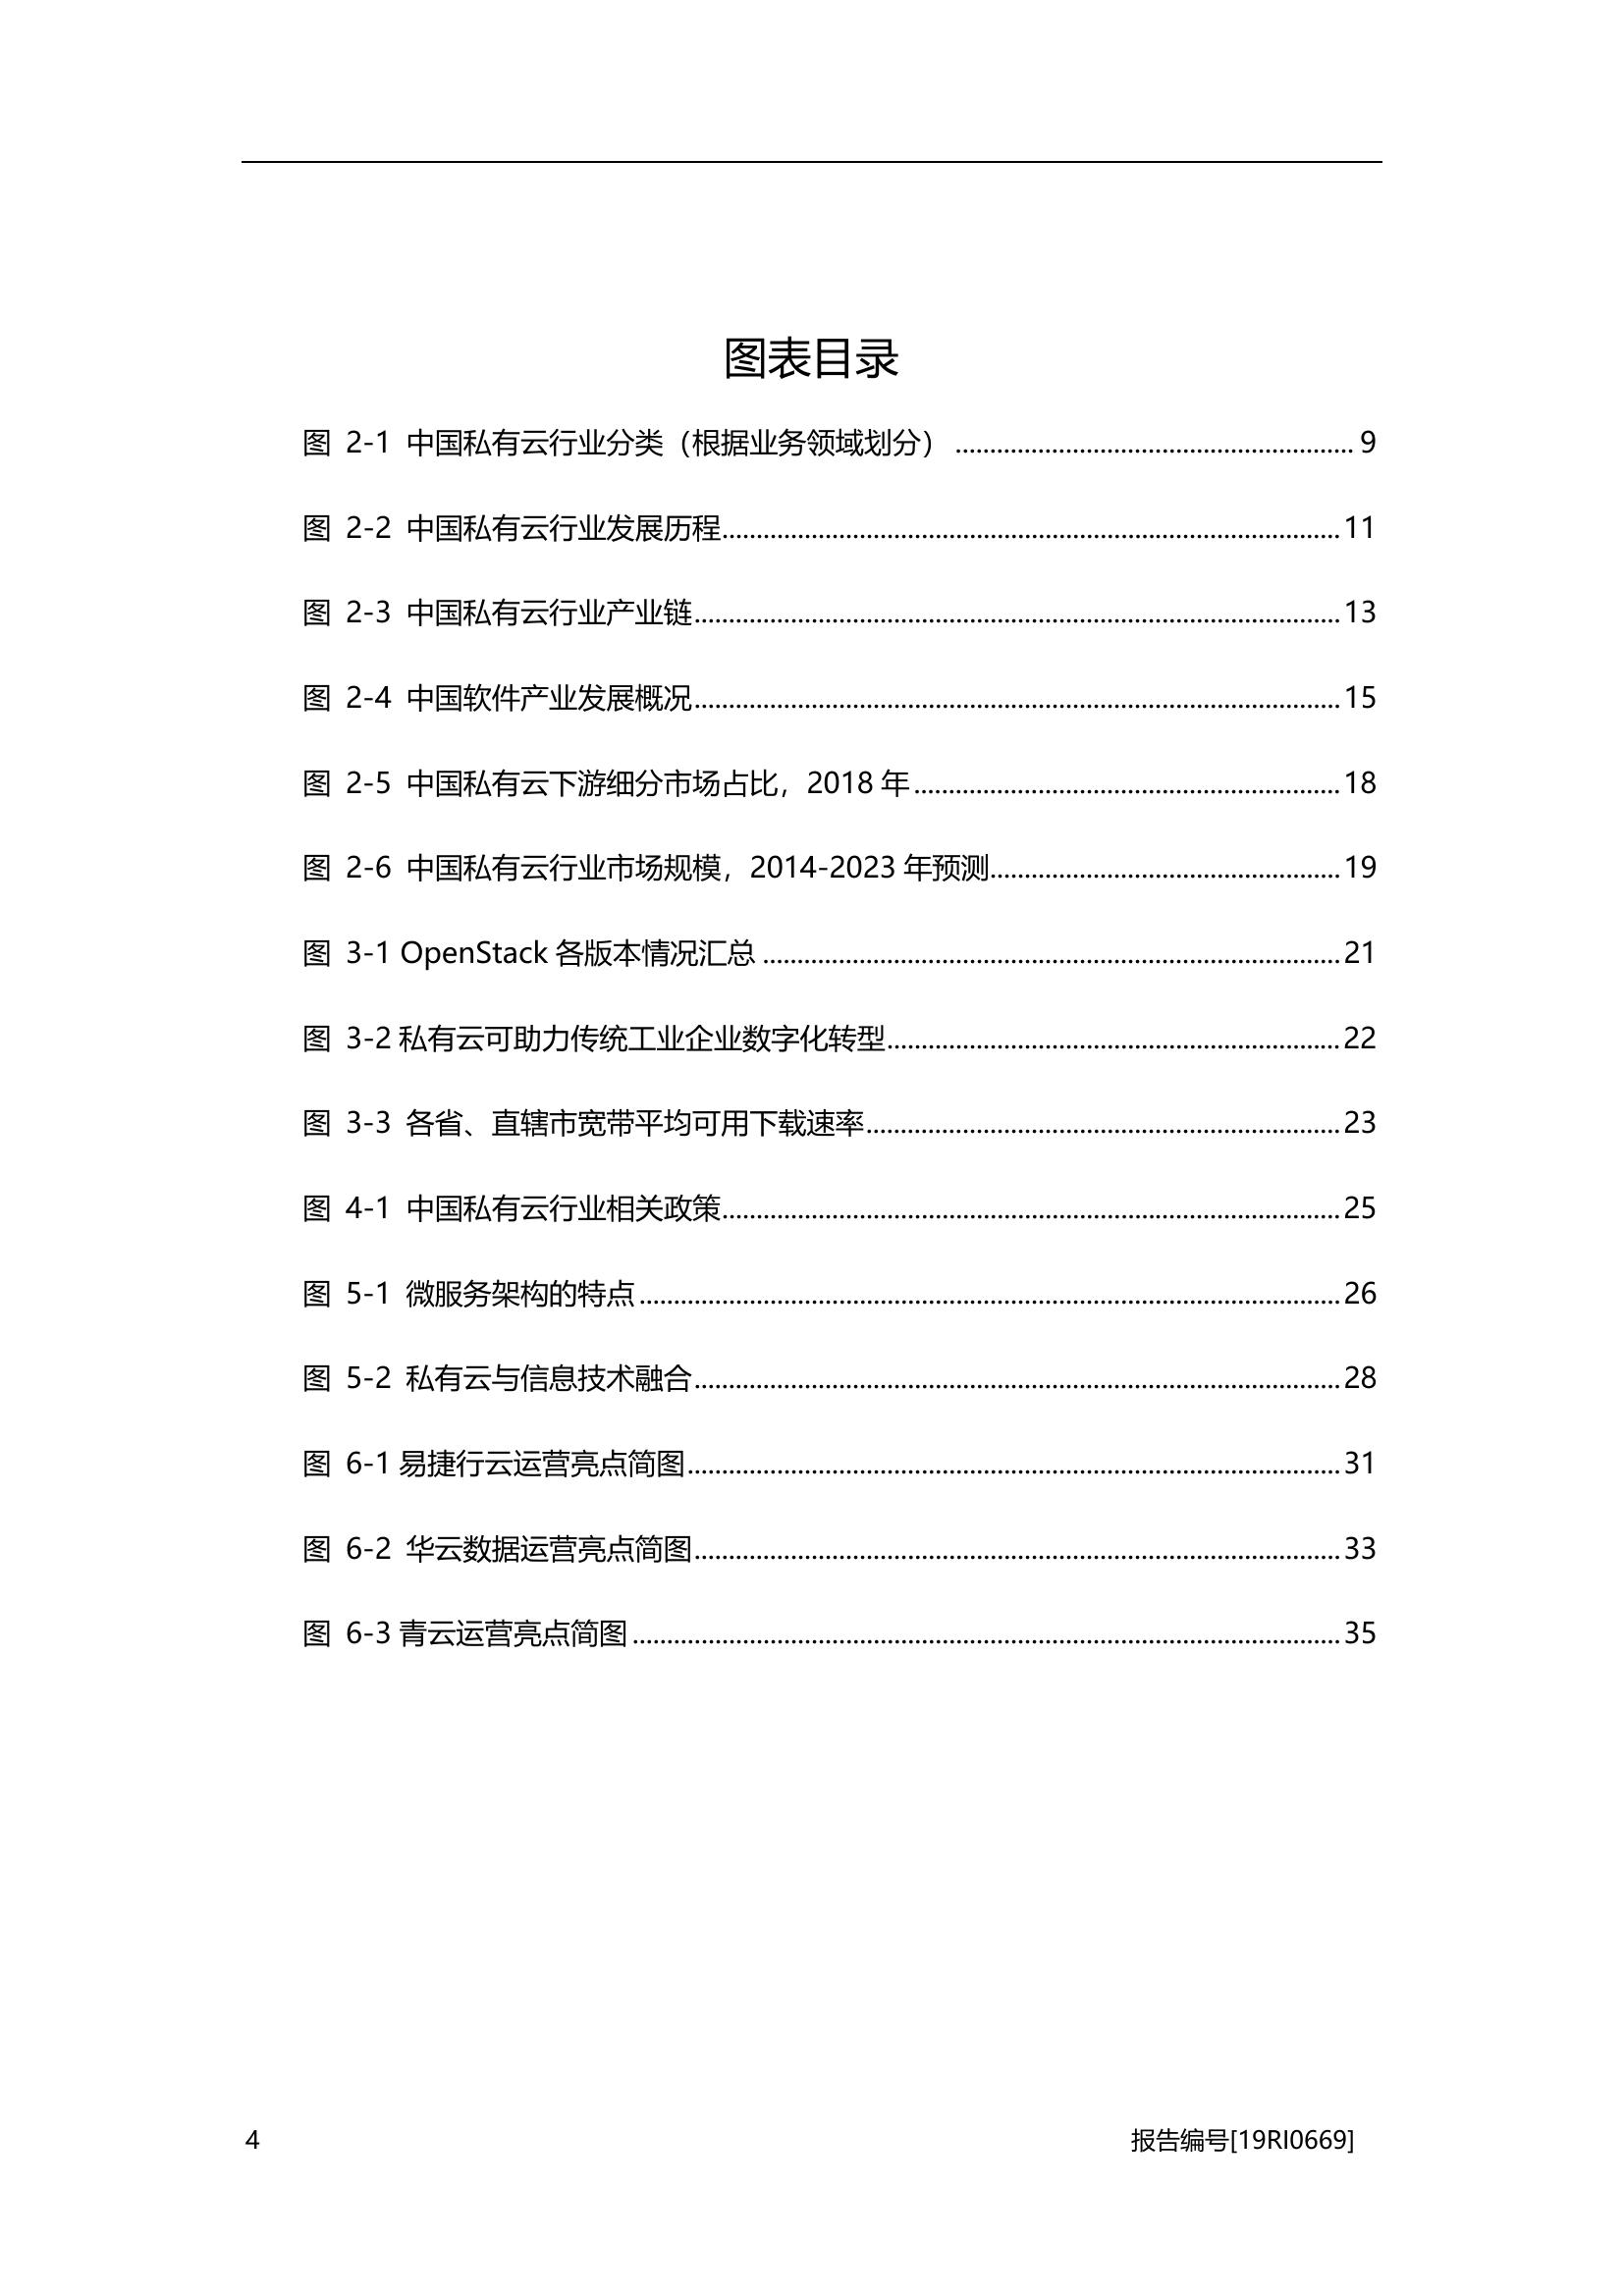 图表目录
图 2-1 中国私有云行业分类（根据业务领域划分） ........................................................ 9
图 2-2 中国私有云行业发展历程........................................................................................ 11
图 2-3 中国私有云行业产业链............................................................................................ 13
图 2-4 中国软件产业发展概况............................................................................................ 15
图 2-5 中国私有云下游细分市场占比，2018 年............................................................. 18
图 2-6 中国私有云行业市场规模，2014-2023 年预测.................................................. 19
图 3-1 OpenStack 各版本情况汇总 .................................................................................. 21
图 3-2 私有云可助力传统工业企业数字化转型................................................................ 22
图 3-3 各省、直辖市宽带平均可用下载速率.................................................................... 23
图 4-1 中国私有云行业相关政策........................................................................................ 25
图 5-1 微服务架构的特点.................................................................................................... 26
图 5-2 私有云与信息技术融合............................................................................................ 28
图 6-1 易捷行云运营亮点简图............................................................................................. 31
图 6-2 华云数据运营亮点简图............................................................................................ 33
图 6-3 青云运营亮点简图..................................................................................................... 35
4 报告编号[19RI0669]